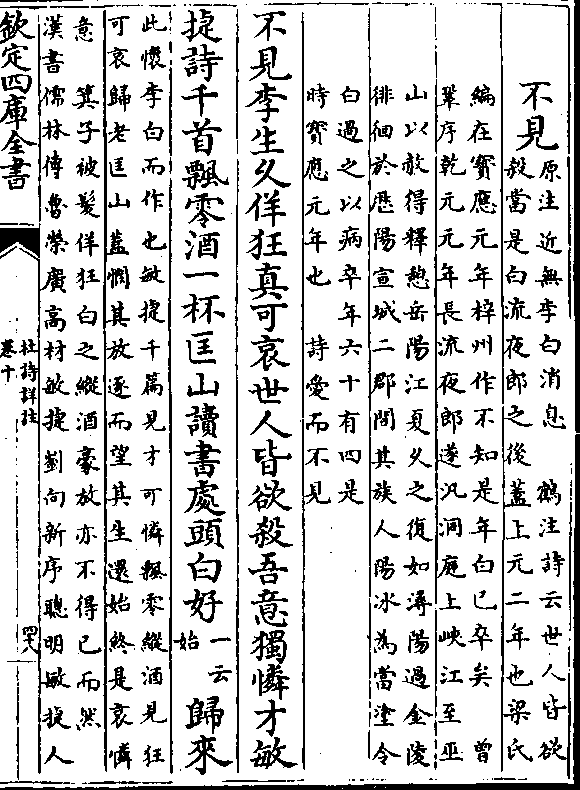 不見原注近無李白消息　鶴注詩云世人皆欲
殺當是白流夜郎之後蓋上元二年也梁氏
編在寶應元年梓州作不知是年白已卒矣　曾
鞏序乾元元年長流夜郎遂汎洞庭上峽江至巫
山以赦得釋憩岳陽江夏久之復如潯陽過金陵
徘徊於歷陽宣城二郡間其族人陽冰為當塗令
白過之以病卒年六十有四是
時寶應元年也　詩愛而不見
不見李生久佯狂真可哀世人皆欲殺吾意獨憐才敏
捷詩千首飄零酒一杯匡山讀書處頭白好一云始歸來
此懷李白而作也敏捷千篇見才可憐飄零縱酒見狂
可哀歸老匡山蓋憫其放逐而望其生還始終是哀憐
意　箕子被髮佯狂白之縱酒豪放亦不得已而然
漢書儒林傳魯榮廣高材敏捷劉向新序聰明敏捷人
欽定四庫全書
杜詩詳註
卷十
四八